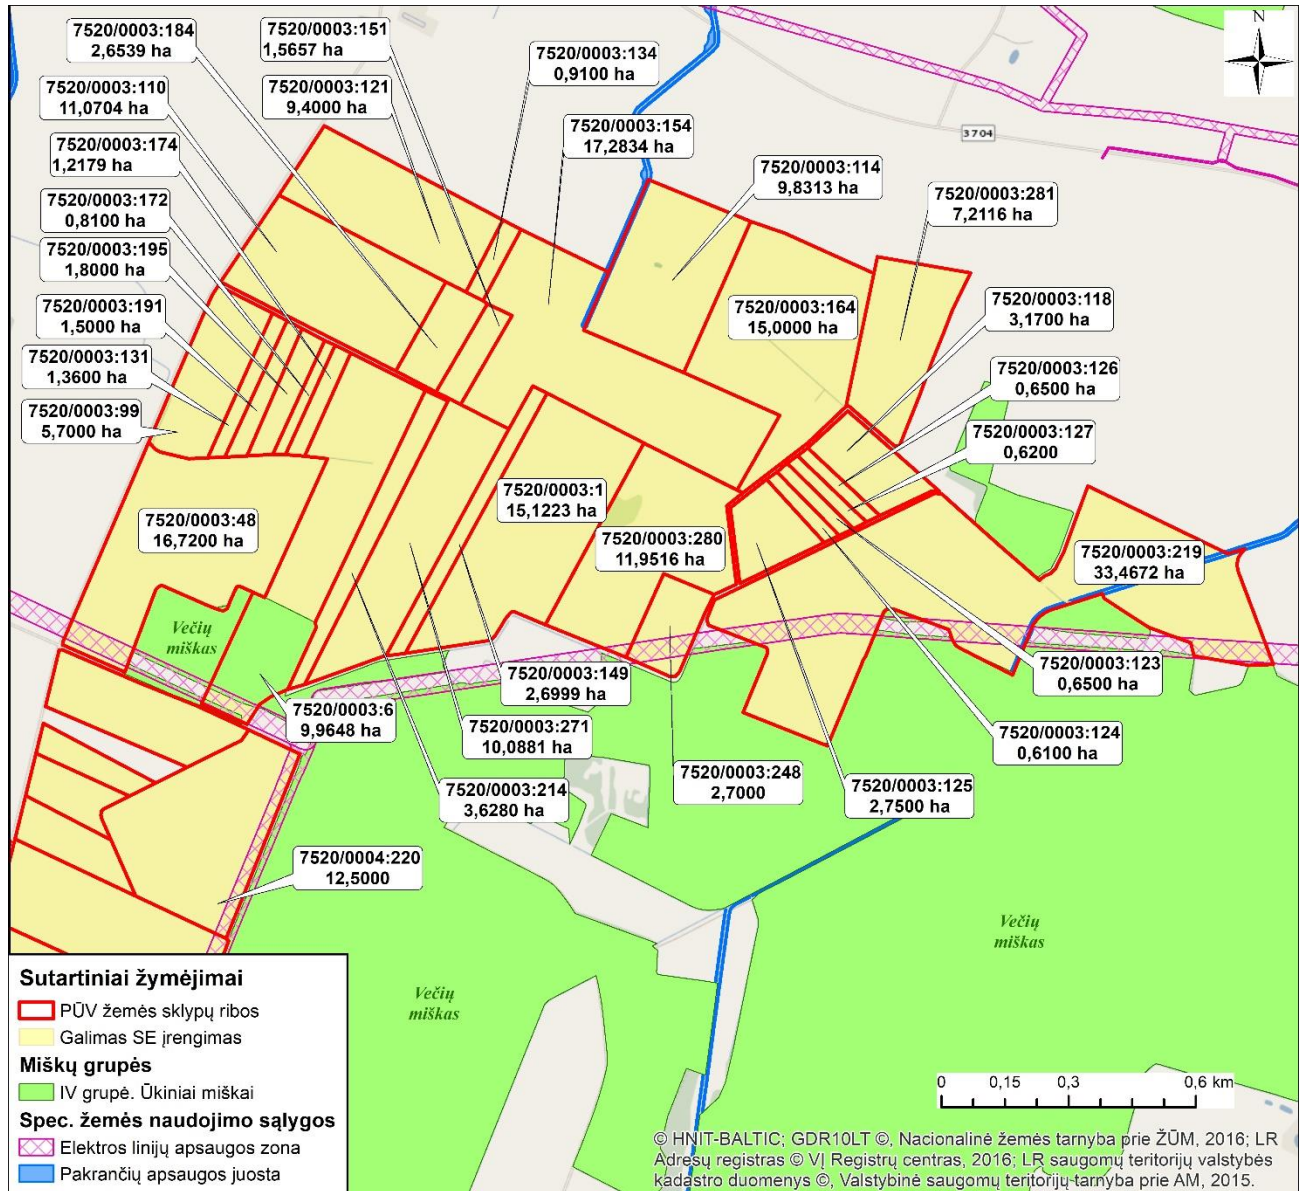 7520/0003:184
2,6539 ha
7520/0003:151
1,5657 ha
7520/0003:134
0,9100 ha
N
7520/0003:110
11,0704 ha
7520/0003:121
9,4000 ha
7520/0003:154
17,2834 ha
3704
7520/0003:174
1,2179 ha
7520/0003:114
9,8313 ha
7520/0003:281
7,2116 ha
7520/0003:172
0,8100 ha
7520/0003:195
1,8000 ha
7520/0003:191
1,5000 ha
7520/0003:164
15,0000 ha
7520/0003:118
3,1700 ha
7520/0003:131
1,3600 ha
7520/0003:126
0,6500 ha
7520/0003:99
5,7000 ha
7520/0003:127
0,6200
7520/0003:1
15,1223 ha
7520/0003:48
16,7200 ha
7520/0003:280
11,9516 ha
7520/0003:219
33,4672 ha
Večių
miškas
7520/0003:149
2,6999 ha
7520/0003:123
0,6500 ha
7520/0003:6
9,9648 ha
7520/0003:271
10,0881 ha
7520/0003:124
0,6100 ha
7520/0003:214
3,6280 ha
7520/0003:248
2,7000
7520/0003:125
2,7500 ha
7520/0004:220
12,5000
Večių
miškas
Večių
miškas
Sutartiniai žymėjimai
PŪV žemės sklypų ribos
Galimas SE įrengimas
Miškų grupės
IV grupė. Ūkiniai miškai
Spec. žemės naudojimo sąlygos
Elektros linijų apsaugos zona
Pakrančių apsaugos juosta
0 0,15 0,3 0,6 km
© HNIT-BALTIC; GDR10LT ©, Nacionalinė žemės tarnyba prie ŽŪM, 2016; LR
Adresų registras © VĮ Registrų centras, 2016; LR saugomų teritorijų valstybės
kadastro duomenys ©, Valstybinė saugomų teritorijų tarnyba prie AM, 2015.